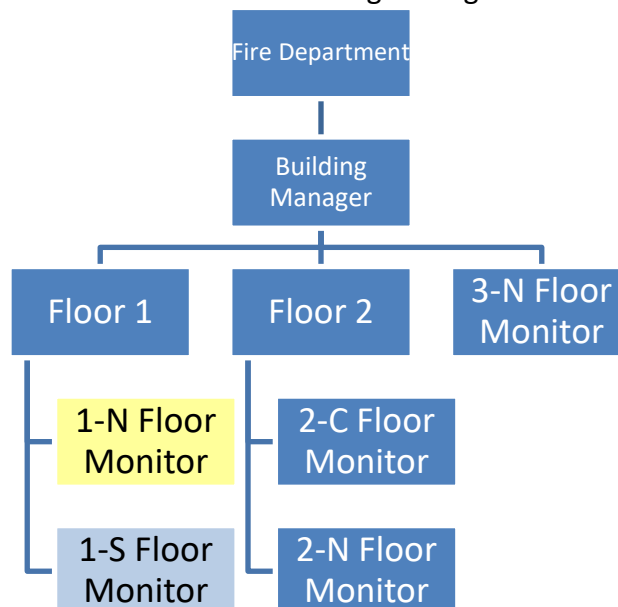 Fire Department
Building
Manager
Floor 1
Floor 2
3-N Floor
Monitor
1-N Floor
Monitor
2-C Floor
Monitor
1-S Floor
Monitor
2-N Floor
Monitor